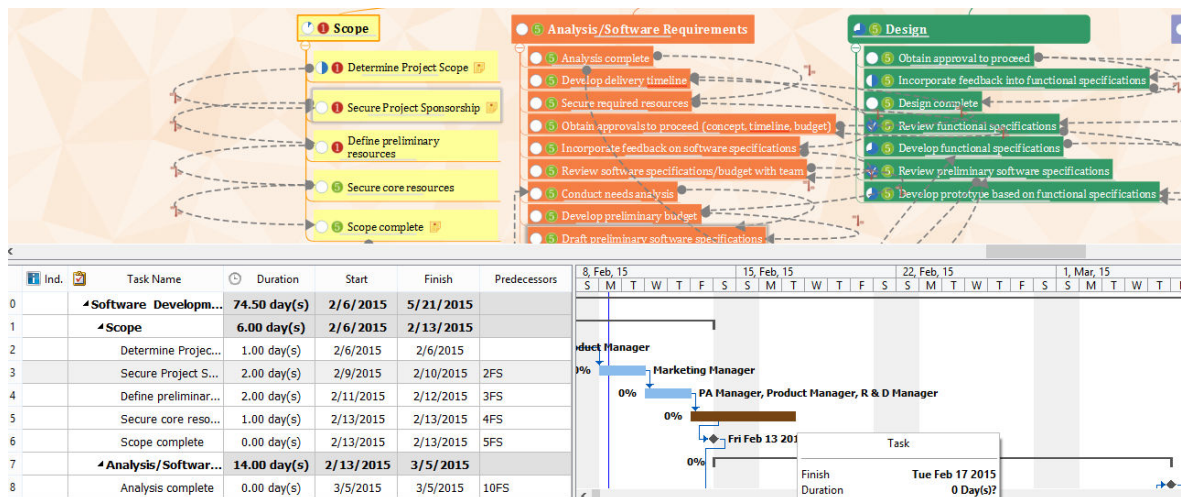 Scope
Determine Project Scope
Secure Project Sponsorship
Define preliminary
resources
Secure core resources
Scope complete
Analysis/Software Requirements
Analysis complete
Develop delivery timeline
Secure required resources
Obtain approvals to proceed (concept, timeline, budget)
Incorporate feedback on software specifications
Review software specifications/budget with team
Conduct needs analysis
Develop preliminary budget
Draft preliminary software specifications
Design
Obtain approval to proceed
Incorporate feedback into functional specifications
Design complete
Review functional specifications
Develop functional specifications
Review preliminary software specifications
Develop prototype based on functional specifications
Ind. Task Name Duration Start Finish Predecessors
0 Software Developm... 74.50 day(s) 2/6/2015 5/21/2015
1 Scope 6.00 day(s) 2/6/2015 2/13/2015
2 Determine Projec... 1.00 day(s) 2/6/2015 2/6/2015
3 Secure Project S... 2.00 day(s) 2/9/2015 2/10/2015 2FS
4 Define preliminar... 2.00 day(s) 2/11/2015 2/12/2015 3FS
5 Secure core reso... 1.00 day(s) 2/13/2015 2/13/2015 4FS
6 Scope complete 0.00 day(s) 2/13/2015 2/13/2015 5FS
7 Analysis/Softwar... 14.00 day(s) 2/13/2015 3/5/2015
8 Analysis complete 0.00 day(s) 3/5/2015 3/5/2015 10FS
8, Feb, 15 15, Feb, 15 22, Feb, 15 1, Mar, 15
S M T W T F S S M T W T F S S M T W T F S S M T W T
duct Manager
0% Marketing Manager
0% PA Manager, Product Manager, R & D Manager
0%
Fri Feb 13 201
0%
Task
Finish Tue Feb 17 2015
Duration 0 Day(s)?